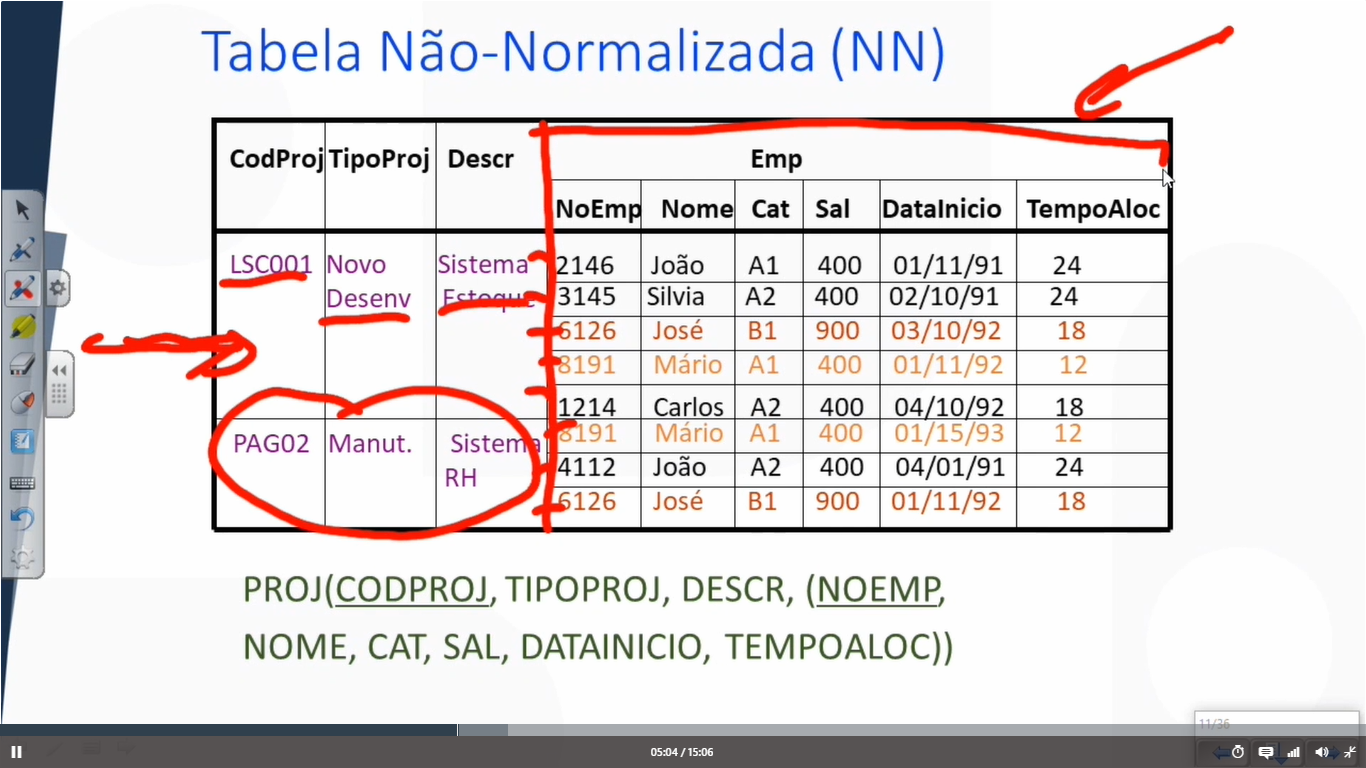 Tabela Não-Normalizada (NN)
CodProj TipoProj Descr Emp
NoEmp Nome Cat Sal DataInicio TempoAloc
LSC001 Novo Sistema 2146 João A1 400 01/11/91 24
Desenv Estoque 3145 Silvia A2 400 02/10/91 24
6126 José B1 900 03/10/92 18
8191 Mário A1 400 01/11/92 12
1214 Carlos A2 400 04/10/92 18
8191 Mário A1 400 01/15/93 12
PAG02 Manut. Sistema 4112 João A2 400 04/01/91 24
RH 6126 José B1 900 01/11/92 18
PROJ(CODPROJ, TIPOPROJ, DESCR, (NOEMP,
NOME, CAT, SAL, DATAINICIO, TEMPOALOC))
11/36
05:04 / 15:06